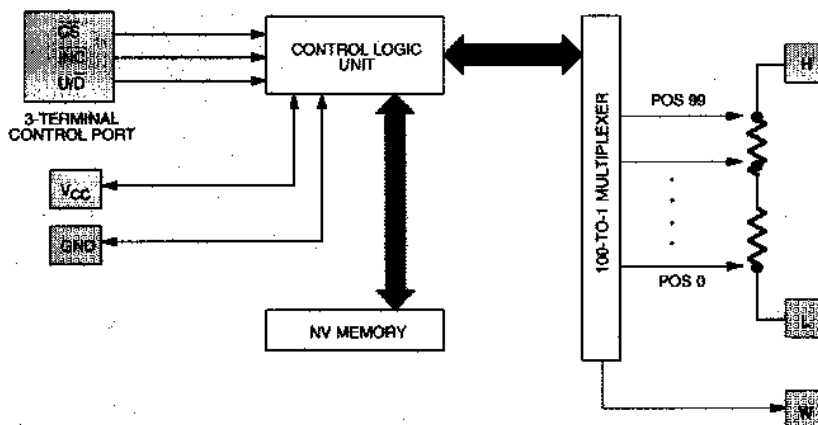 CS
INC
U/D
3-TERMINAL
CONTROL PORT
CONTROL LOGIC
UNIT
VCC
GND
NV MEMORY
100-TO-1 MULTIPLEXER
POS 99
POS 0
H
L
W